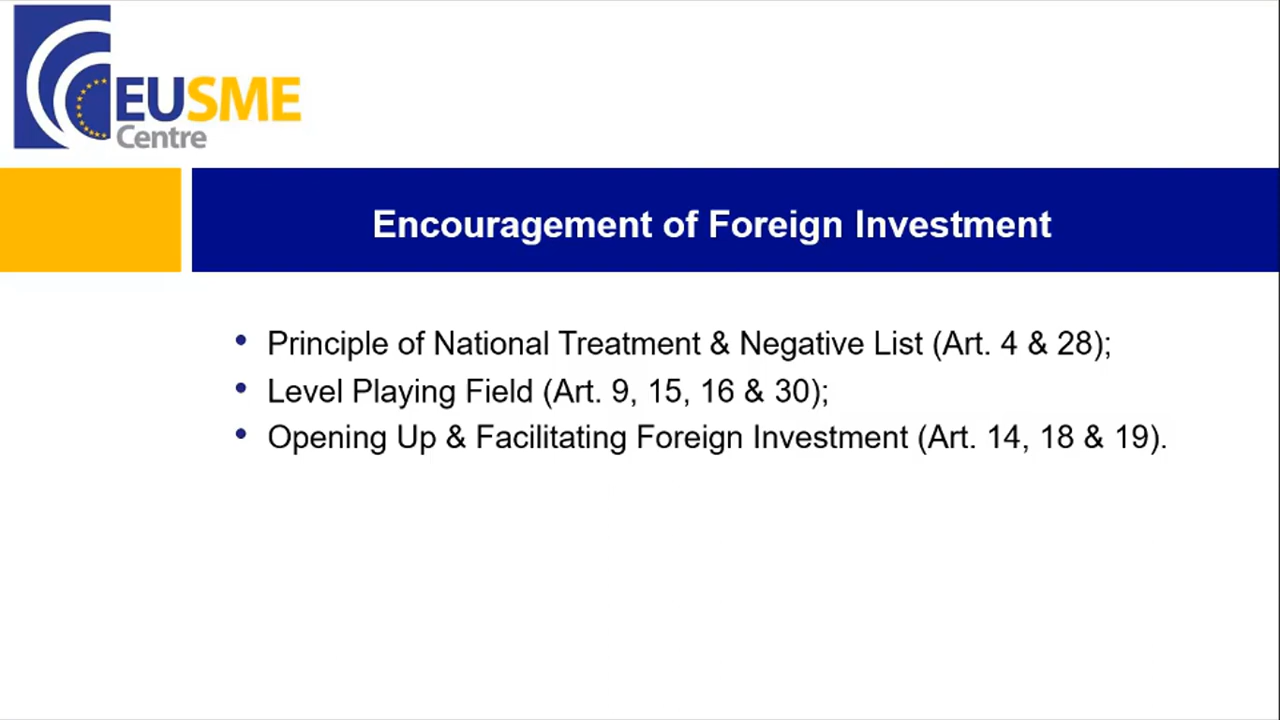 EUSME
Centre
Encouragement of Foreign Investment
• Principle of National Treatment & Negative List (Art. 4 & 28);
• Level Playing Field (Art. 9, 15, 16 & 30);
• Opening Up & Facilitating Foreign Investment (Art. 14, 18 & 19).